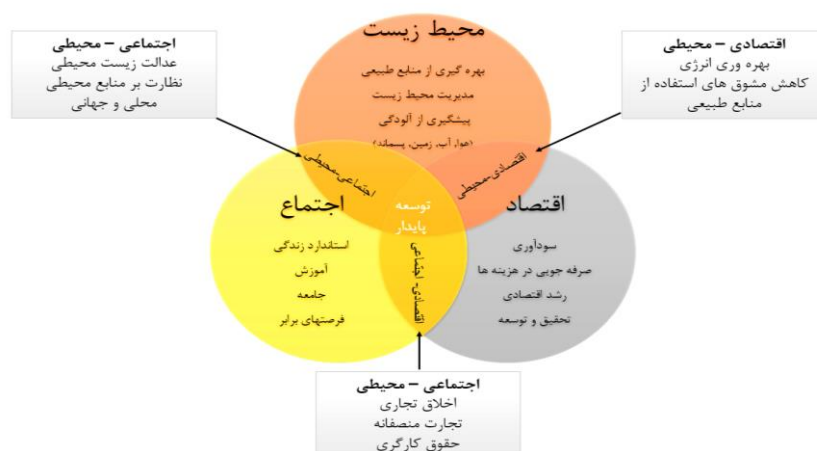 محیط زیست
بهره گیری از منابع طبیعی
مدیریت محیط زیست
پیشگیری از آلودگی
(هوا، آب، زمین، پسماند)
اقتصادی – محیطی
بهره وری انرژی
کاهش مشوق های استفاده از
منابع طبیعی
اجتماعی – محیطی
عدالت زیست محیطی
نظارت بر منابع محیطی
محلی و جهانی
اقتصادی-محیطی
اجتماعی-محیطی
توسعه
پایدار
اقتصادی- اجتماعی
اقتصاد
سودآوری
صرفه جویی در هزینه ها
رشد اقتصادی
تحقیق و توسعه
اجتماع
استاندارد زندگی
آموزش
جامعه
فرصتهای برابر
اجتماعی – محیطی
اخلاق تجاری
تجارت منصفانه
حقوق کارگری